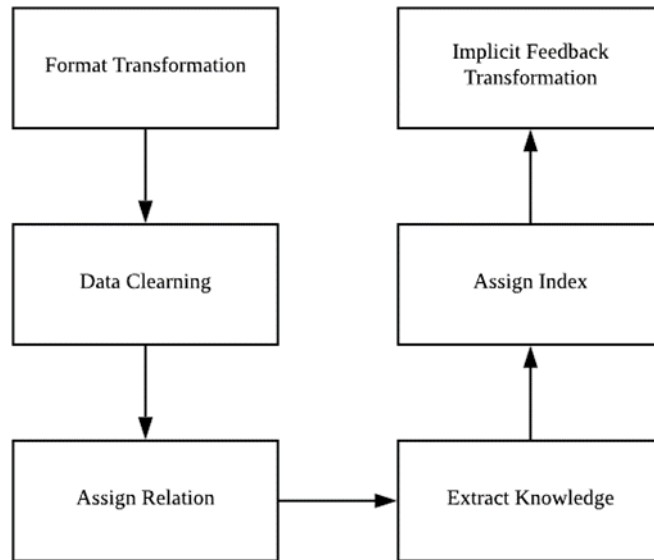 Format Transformation
Data Clearning
Assign Relation
Extract Knowledge
Assign Index
Implicit Feedback
Transformation